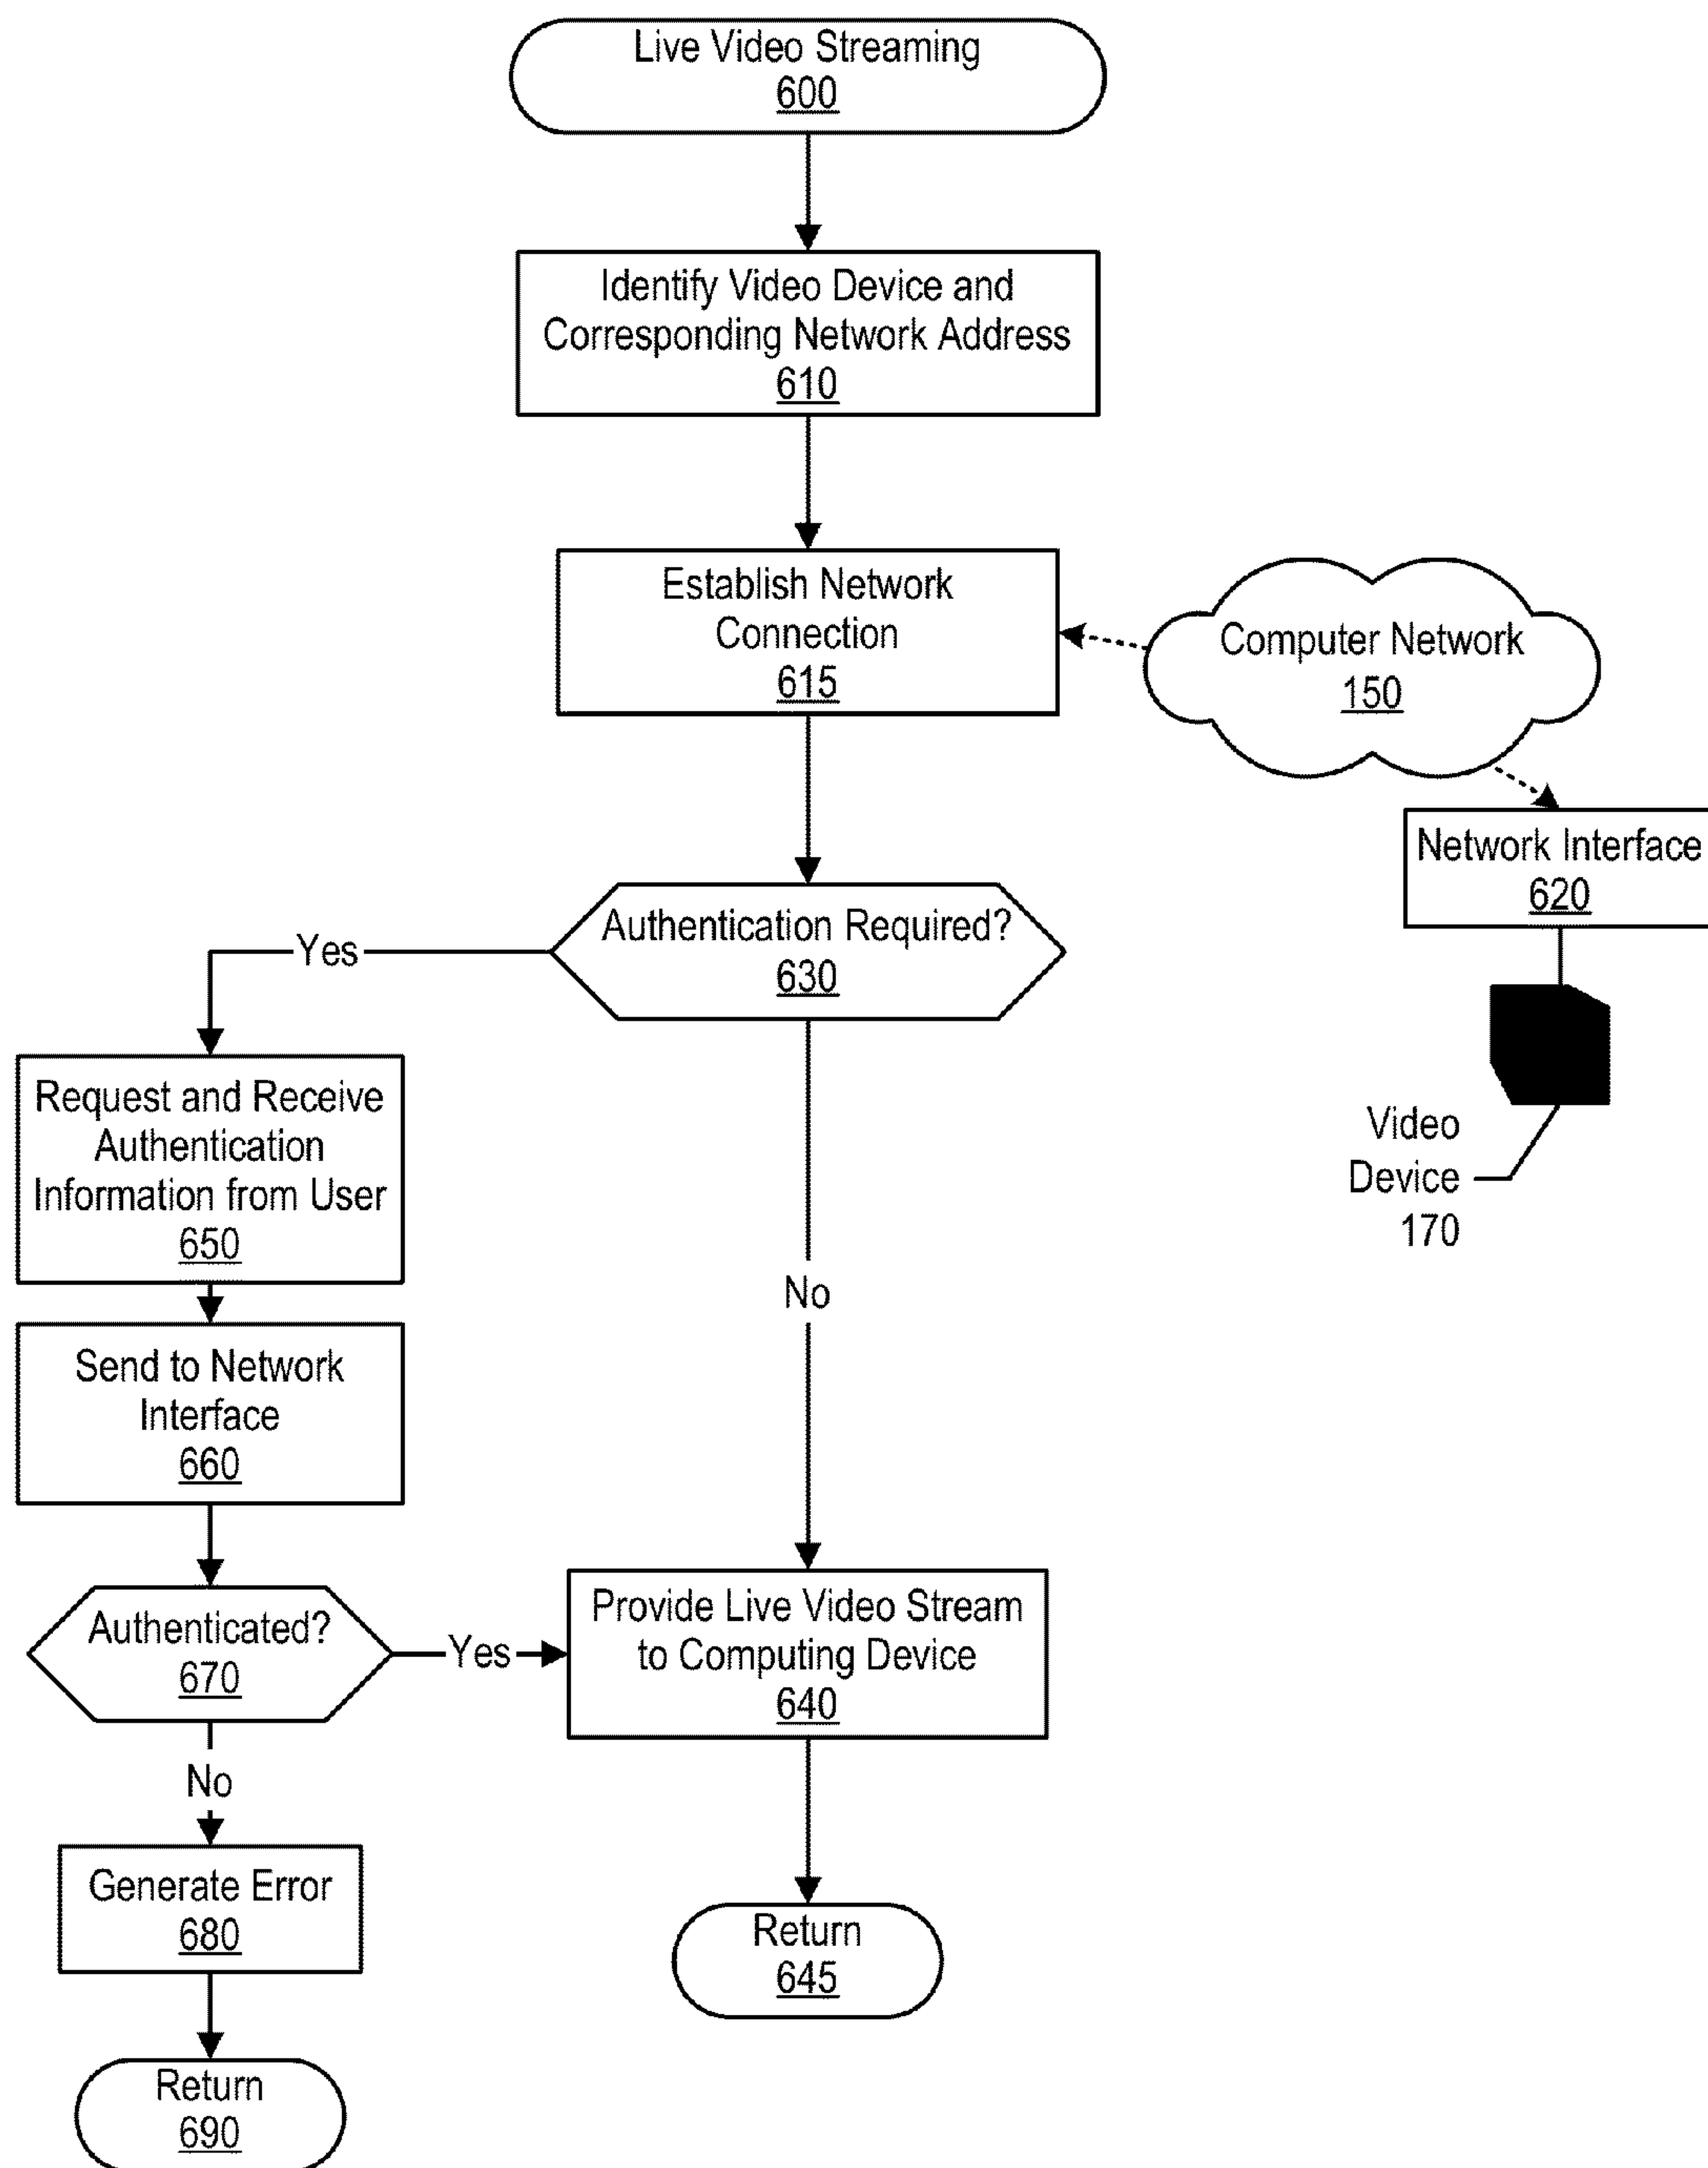 Live Video Streaming
600
Identify Video Device and
Corresponding Network Address
610
Establish Network
Connection
615
Computer Network
150
Network Interface
620
Video
Device
170
Authentication Required?
630
Yes
No
Request and Receive
Authentication
Information from User
650
Send to Network
Interface
660
Authenticated?
670
Yes
Provide Live Video Stream
to Computing Device
640
No
Generate Error
680
Return
645
Return
690